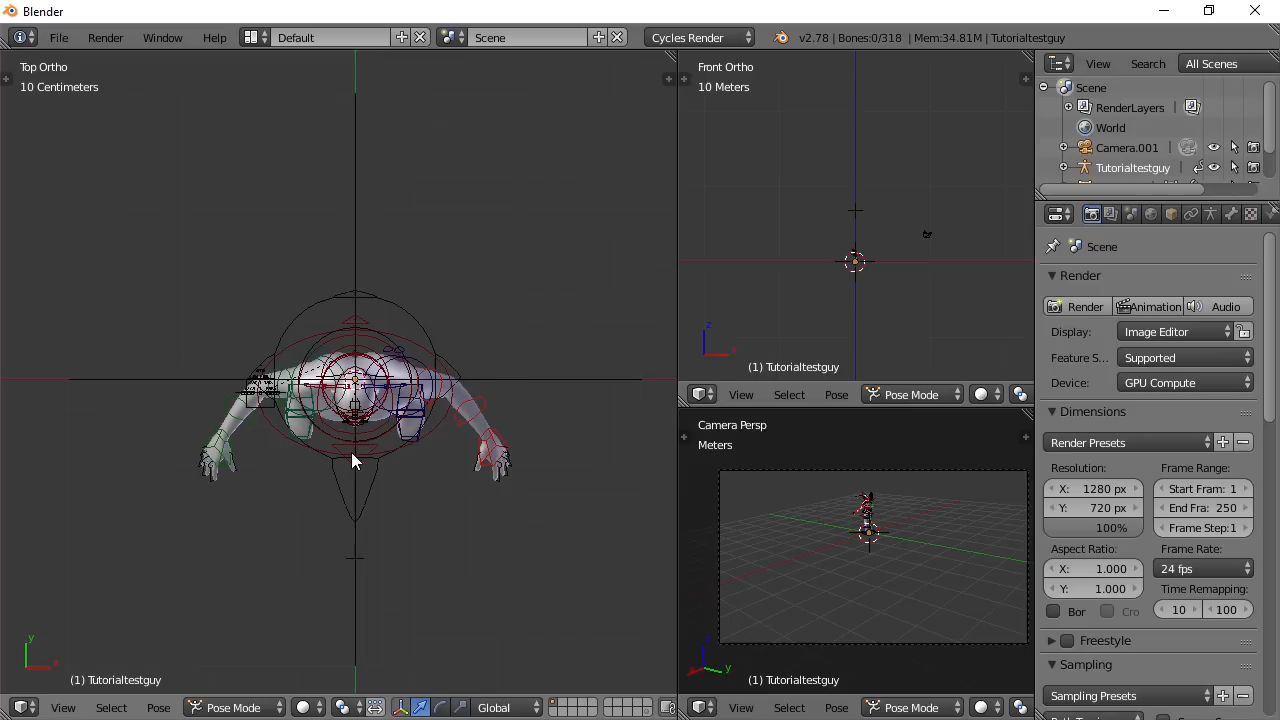 Blender
File Render Window Help Default Scene Cycles Render v2.78 | Bones:0/318 | Mem:34.81M | Tutorialtestguy
Top Ortho
10 Centimeters
(1) Tutorialtestguy
View Select Pose Pose Mode Global
Front Ortho
10 Meters
(1) Tutorialtestguy
View Select Pose Pose Mode
Camera Persp
Meters
(1) Tutorialtestguy
View Select Pose Pose Mode
View Search All Scenes
Scene
RenderLayers
World
Camera.001
Tutorialtestguy
Scene
Render
Render Animation Audio
Display: Image Editor
Feature S... Supported
Device: GPU Compute
Dimensions
Render Presets
Resolution: Frame Range:
X: 1280 px Start Fram: 1
Y: 720 px End Fra: 250
100% Frame Step:1
Aspect Ratio: Frame Rate:
X: 1.000 24 fps
Y: 1.000 Time Remapping:
Bor Cro 10 100
Freestyle
Sampling
Sampling Presets